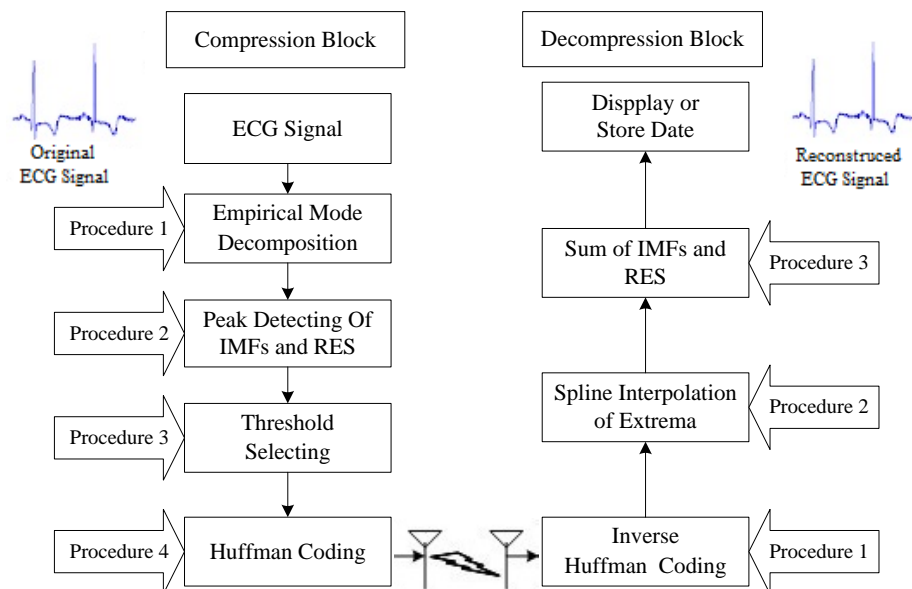 Compression Block
Decompression Block
Original
ECG Signal
ECG Signal
Procedure 1
Empirical Mode
Decomposition
Procedure 2
Peak Detecting Of
IMFs and RES
Procedure 3
Threshold
Selecting
Procedure 4
Huffman Coding
Dispplay or
Store Date
Reconstruced
ECG Signal
Sum of IMFs and
RES
Procedure 3
Spline Interpolation
of Extrema
Procedure 2
Inverse
Huffman Coding
Procedure 1